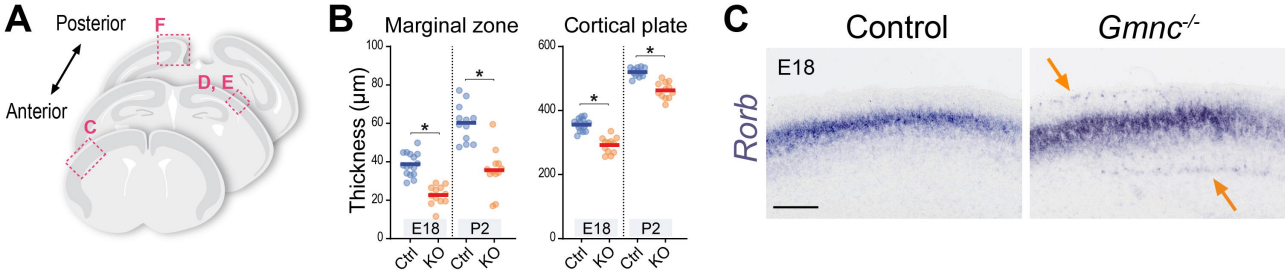 A
Posterior
Anterior
F
D, E
C
B
Marginal zone
Thickness (μm)
100
80
60
40
20
0
E18
P2
Ctrl
KO
Ctrl
KO
*
*
Cortical plate
600
400
200
0
E18
P2
Ctrl
KO
Ctrl
KO
*
*
C
Control
Gmnc-/-
E18
Rorb